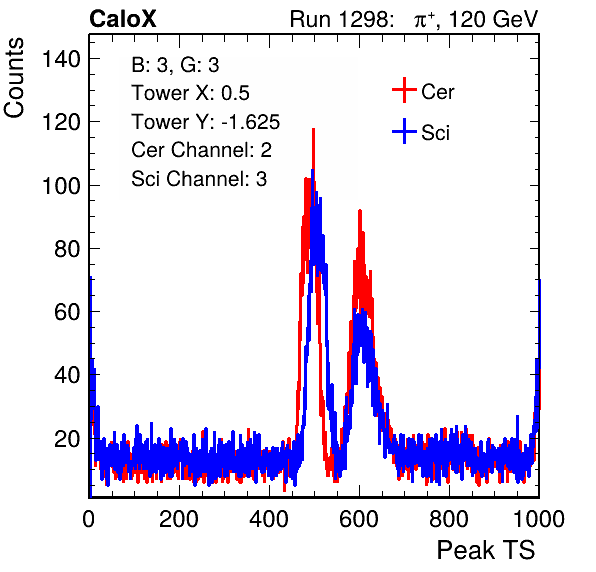 CaloX Run 1298: π⁺, 120 GeV
B: 3, G: 3
Tower X: 0.5
Tower Y: -1.625
Cer Channel: 2
Sci Channel: 3
Cer
Sci
Counts
140
120
100
80
60
40
20
0 200 400 600 800 1000
Peak TS